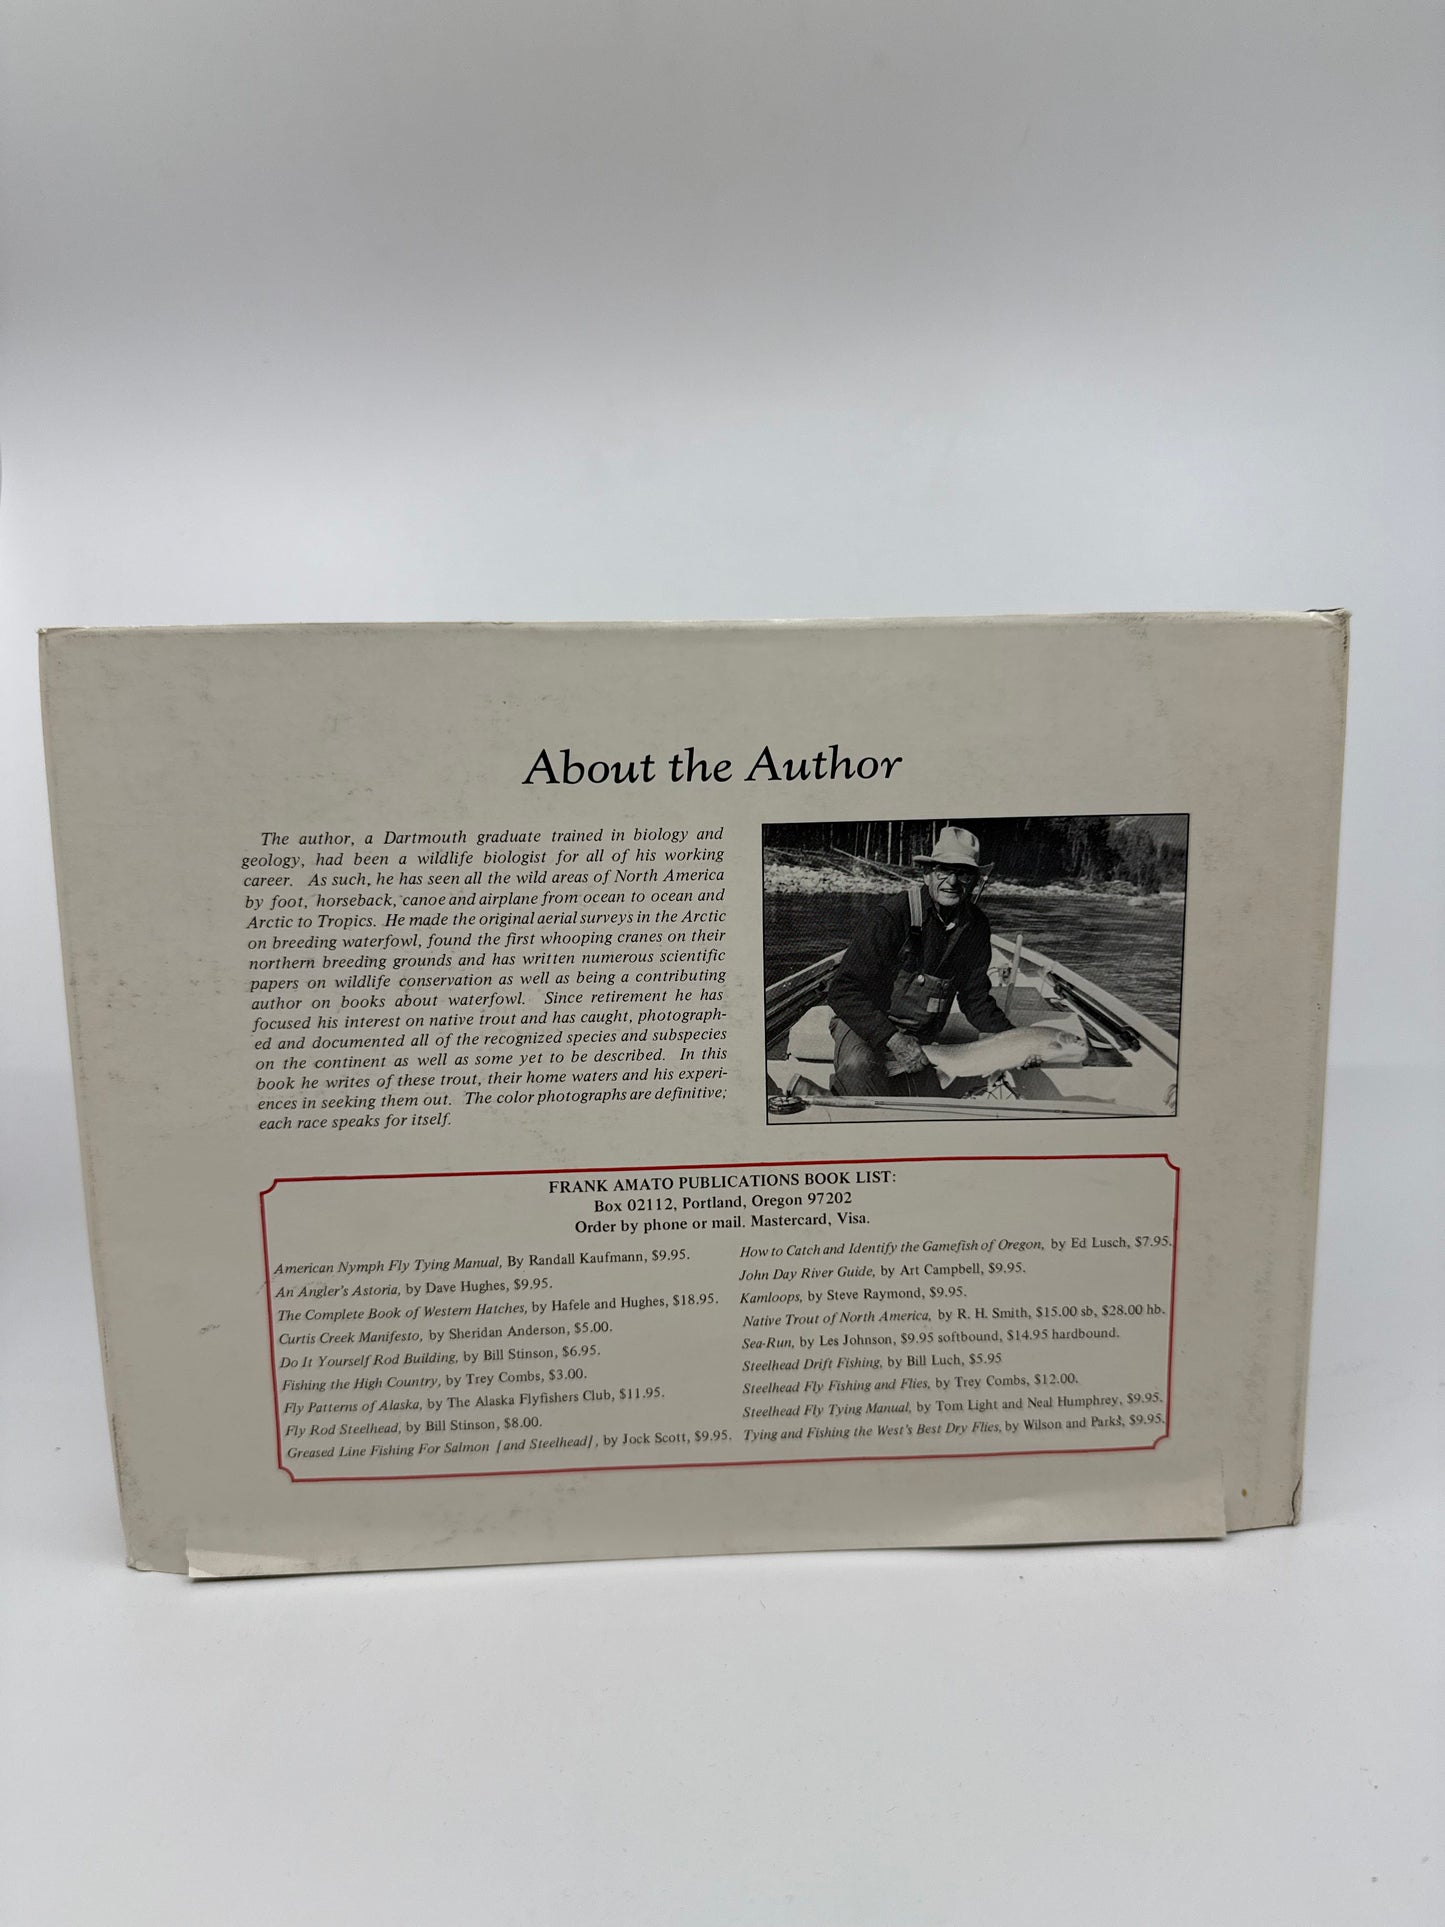 About the Author
The author, a Dartmouth graduate trained in biology and
geology, had been a wildlife biologist for all of his working
career. As such, he has seen all the wild areas of North America
by foot, horseback, canoe and airplane from ocean to ocean and
Arctic to Tropics. He made the original aerial surveys in the Arctic
on breeding waterfowl, found the first whooping cranes on their
northern breeding grounds and has written numerous scientific
papers on wildlife conservation as well as being a contributing
author on books about waterfowl. Since retirement he has
focused his interest on native trout and has caught, photograph-
ed and documented all of the recognized species and subspecies
on the continent as well as some yet to be described. In this
book he writes of these trout, their home waters and his experi-
ences in seeking them out. The color photographs are definitive;
each race speaks for itself.
FRANK AMATO PUBLICATIONS BOOK LIST:
Box 02112, Portland, Oregon 97202
Order by phone or mail. Mastercard, Visa.
American Nymph Fly Tying Manual, By Randall Kaufmann, $9.95.
An Angler's Astoria, by Dave Hughes, $9.95.
The Complete Book of Western Hatches, by Hafele and Hughes, $18.95.
Curtis Creek Manifesto, by Sheridan Anderson, $5.00.
Do It Yourself Rod Building, by Bill Stinson, $6.95.
Fishing the High Country, by Trey Combs, $3.00.
Fly Patterns of Alaska, by The Alaska Flyfishers Club, $11.95.
Fly Rod Steelhead, by Bill Stinson, $8.00.
Greased Line Fishing For Salmon [and Steelhead], by Jock Scott, $9.95.
How to Catch and Identify the Gamefish of Oregon, by Ed Lusch, $7.95.
John Day River Guide, by Art Campbell, $9.95.
Kamloops, by Steve Raymond, $9.95.
Native Trout of North America, by R. H. Smith, $15.00 sb, $28.00 hb.
Sea-Run, by Les Johnson, $9.95 softbound, $14.95 hardbound.
Steelhead Drift Fishing, by Bill Luch, $5.95
Steelhead Fly Fishing and Flies, by Trey Combs, $12.00.
Steelhead Fly Tying Manual, by Tom Light and Neal Humphrey, $9.95.
Tying and Fishing the West's Best Dry Flies, by Wilson and Parks, $9.95.